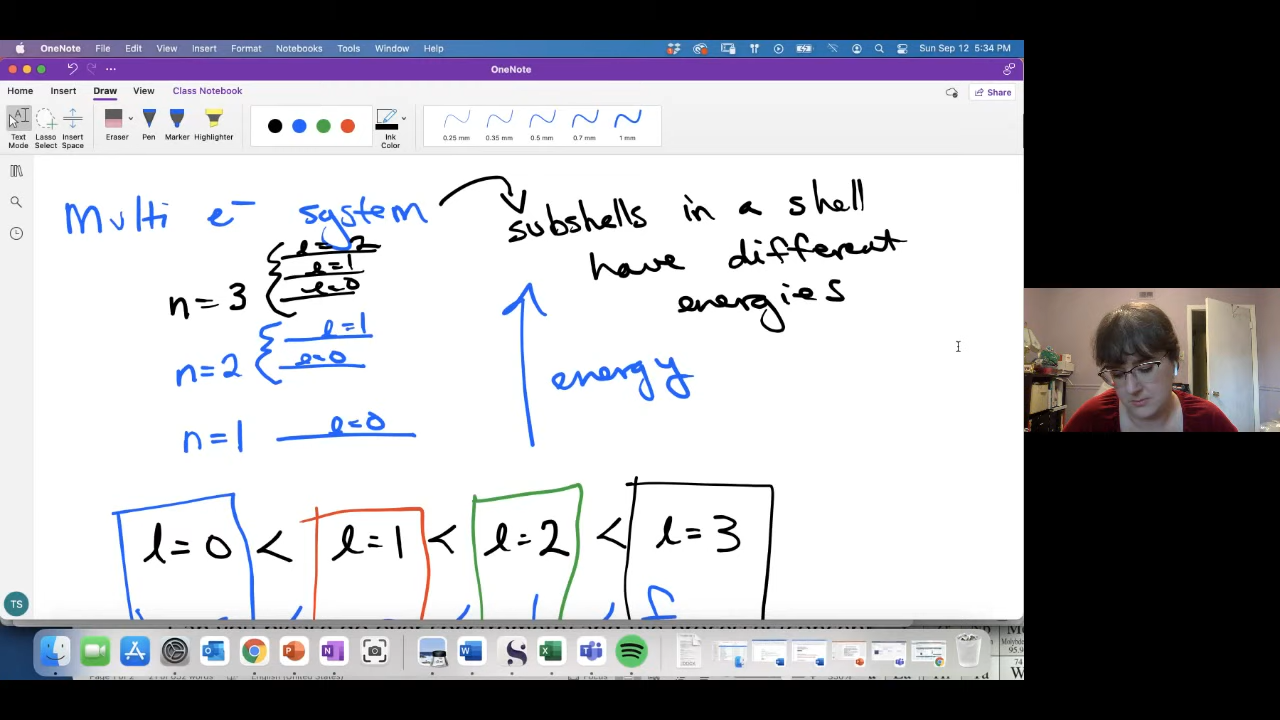 OneNote File Edit View Insert Format Notebooks Tools Window Help Sun Sep 12 5:34 PM
OneNote
Home Insert Draw View Class Notebook Share
Text Mode Lasso Select Insert Space Eraser Pen Marker Highlighter Ink Color 0.25 mm 0.35 mm 0.5 mm 0.7 mm 1 mm
Multi e⁻ system
subshells in a shell
have different
energies
l=2
l=1
l=0
n=3
l=1
l=0
n=2
l=0
n=1
energy
l=0 < l=1 < l=2 < l=3
f
TS